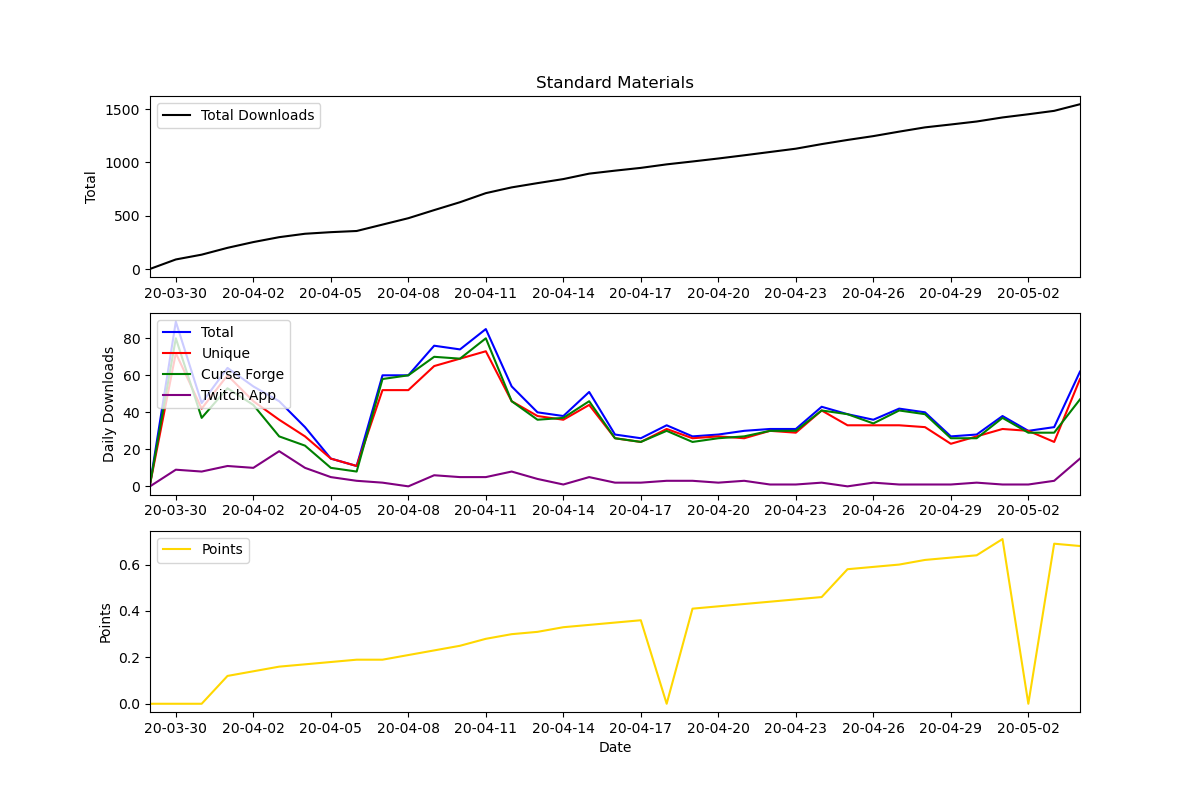 Standard Materials
Total
1500
1000
500
0
Total Downloads
20-03-30 20-04-02 20-04-05 20-04-08 20-04-11 20-04-14 20-04-17 20-04-20 20-04-23 20-04-26 20-04-29 20-05-02
Daily Downloads
80
60
40
20
0
Total
Unique
Curse Forge
Twitch App
20-03-30 20-04-02 20-04-05 20-04-08 20-04-11 20-04-14 20-04-17 20-04-20 20-04-23 20-04-26 20-04-29 20-05-02
Points
0.6
0.4
0.2
0.0
Points
20-03-30 20-04-02 20-04-05 20-04-08 20-04-11 20-04-14 20-04-17 20-04-20 20-04-23 20-04-26 20-04-29 20-05-02
Date